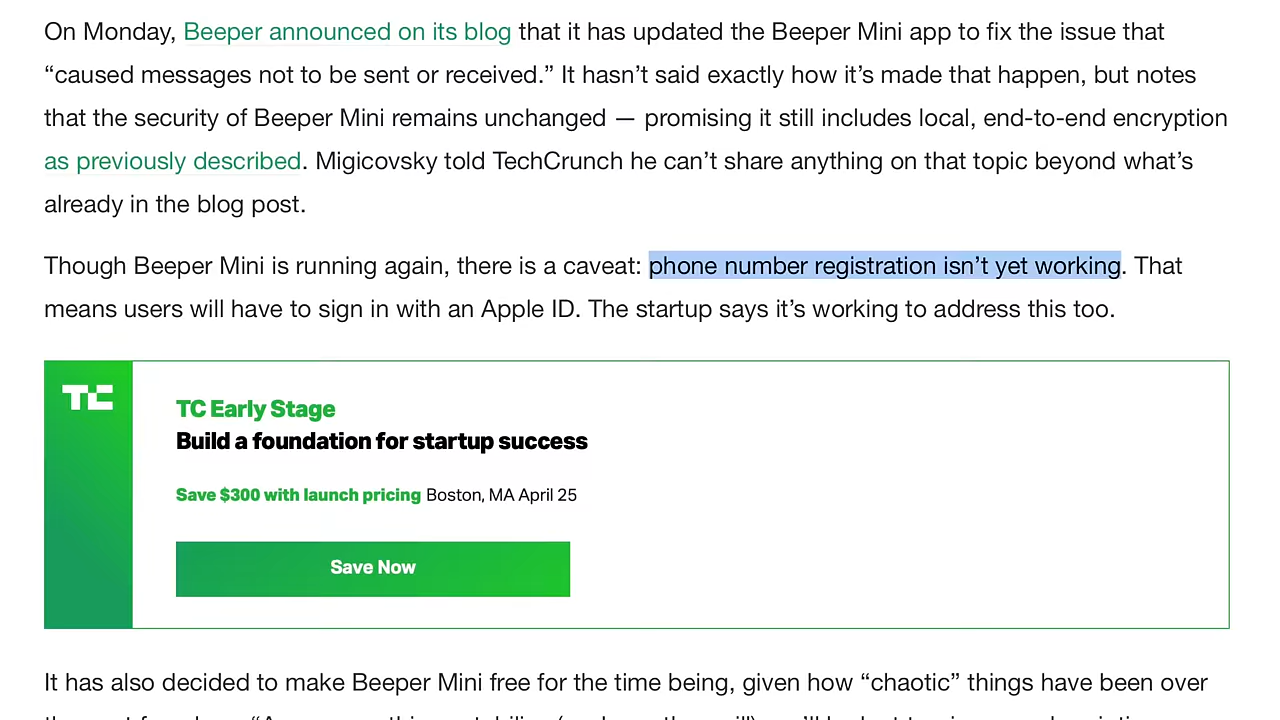 On Monday, Beeper announced on its blog that it has updated the Beeper Mini app to fix the issue that
“caused messages not to be sent or received.” It hasn’t said exactly how it’s made that happen, but notes
that the security of Beeper Mini remains unchanged — promising it still includes local, end-to-end encryption
as previously described. Migicovsky told TechCrunch he can’t share anything on that topic beyond what’s
already in the blog post.
Though Beeper Mini is running again, there is a caveat: phone number registration isn’t yet working. That
means users will have to sign in with an Apple ID. The startup says it’s working to address this too.
TC
TC Early Stage
Build a foundation for startup success
Save $300 with launch pricing Boston, MA April 25
Save Now
It has also decided to make Beeper Mini free for the time being, given how “chaotic” things have been over